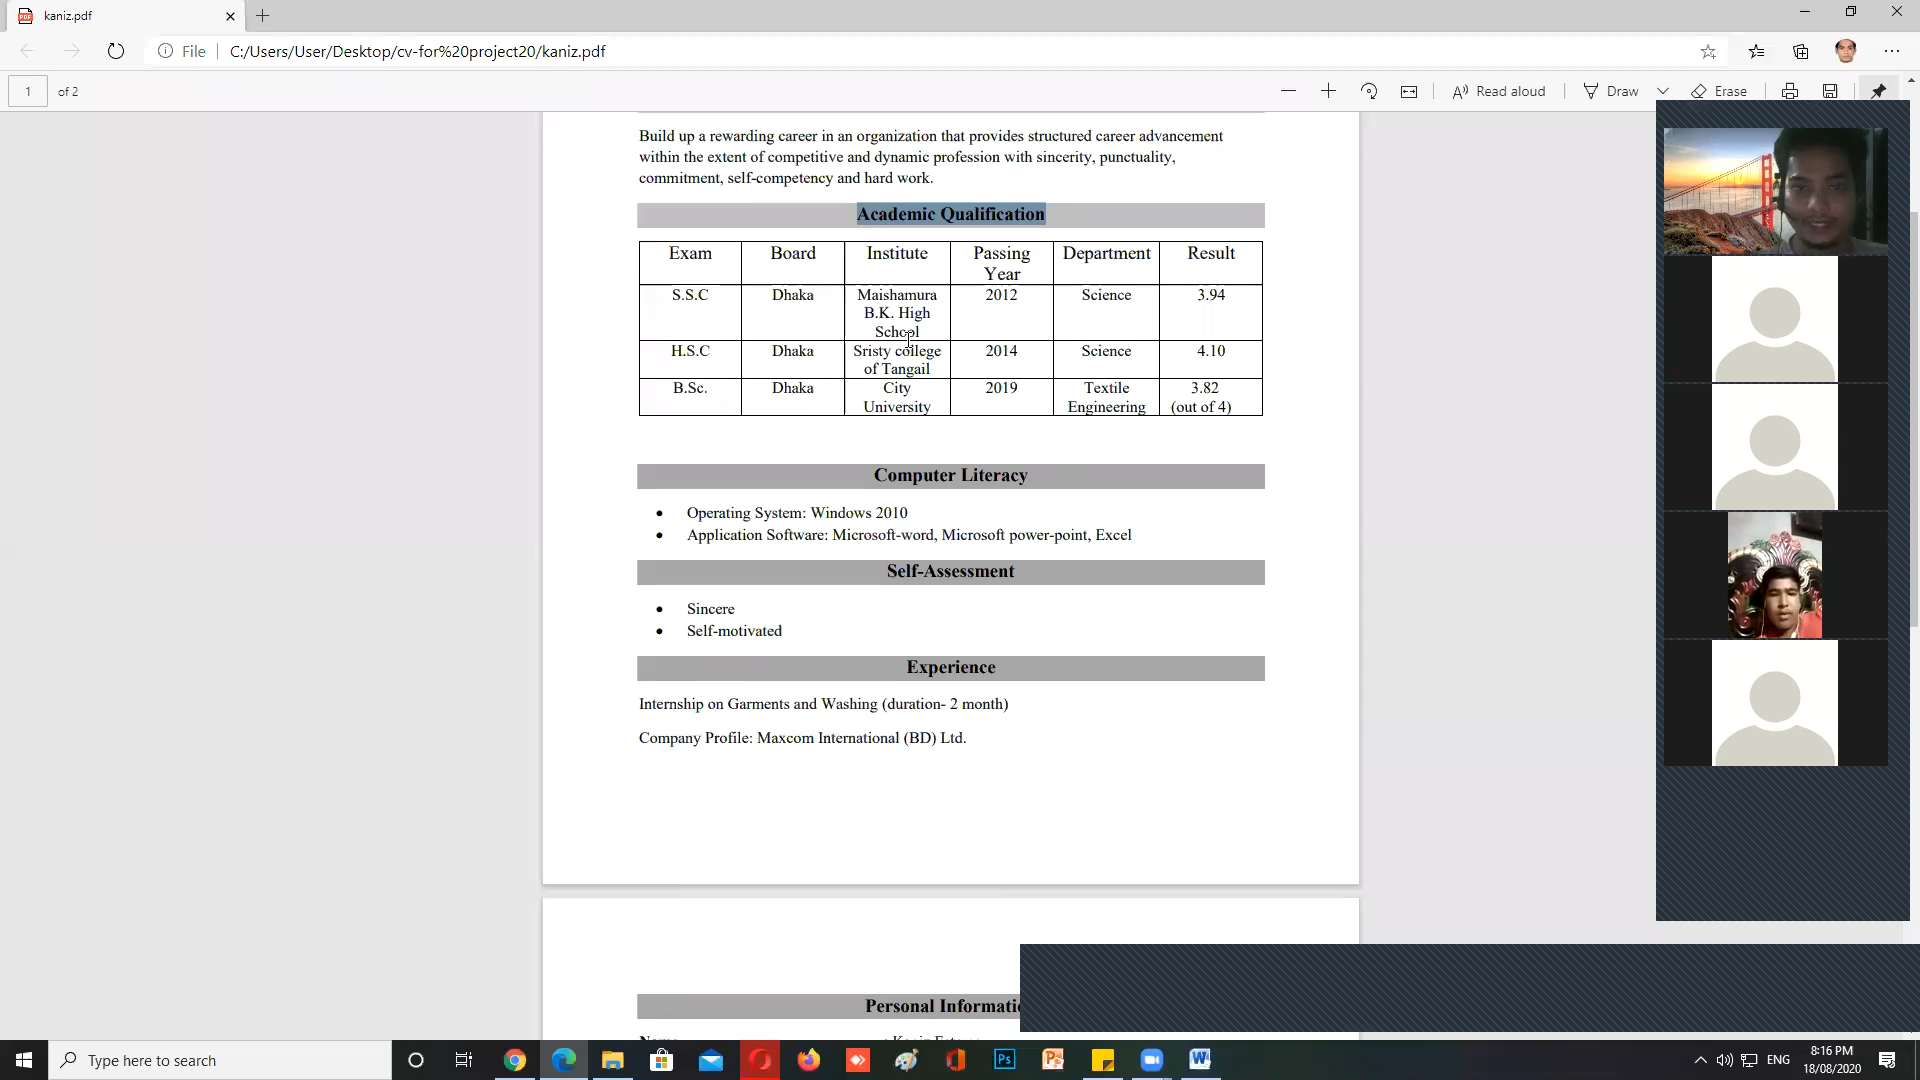 kaniz.pdf
File
C:/Users/User/Desktop/cv-for%20project20/kaniz.pdf
1 of 2
Read aloud
Draw
Erase
Build up a rewarding career in an organization that provides structured career advancement
within the extent of competitive and dynamic profession with sincerity, punctuality,
commitment, self-competency and hard work.
Academic Qualification
Exam Board Institute Passing Year Department Result
S.S.C Dhaka Maishamura B.K. High School 2012 Science 3.94
H.S.C Dhaka Sristy college of Tangail 2014 Science 4.10
B.Sc. Dhaka City University 2019 Textile Engineering 3.82 (out of 4)
Computer Literacy
• Operating System: Windows 2010
• Application Software: Microsoft-word, Microsoft power-point, Excel
Self-Assessment
• Sincere
• Self-motivated
Experience
Internship on Garments and Washing (duration- 2 month)
Company Profile: Maxcom International (BD) Ltd.
Personal Informatio
Type here to search
Ps
ENG
8:16 PM
18/08/2020